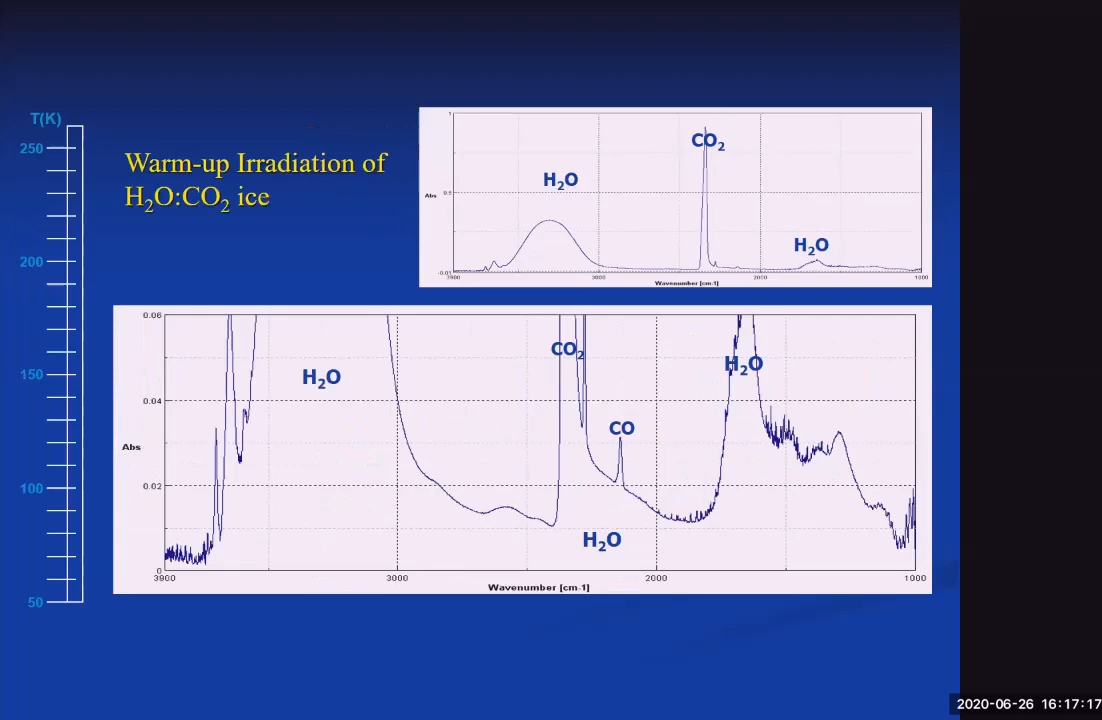 T(K)
250
200
150
100
50
Warm-up Irradiation of
H₂O:CO₂ ice
1
CO₂
H₂O
0.5
Abs
H₂O
-0.01
3900
3000
2000
1000
Wavenumber [cm-1]
0.06
CO₂
H₂O
H₂O
0.04
CO
Abs
0.02
H₂O
0
3900
3000
2000
1000
Wavenumber [cm-1]
2020-06-26 16:17:17